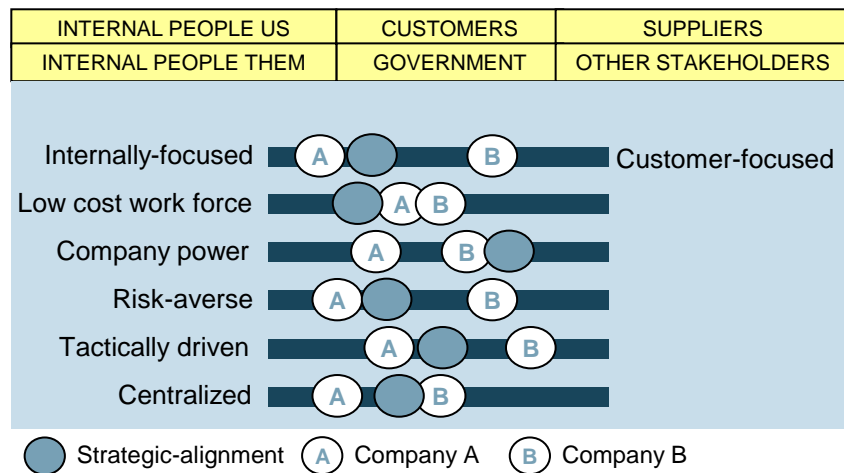 INTERNAL PEOPLE US CUSTOMERS SUPPLIERS
INTERNAL PEOPLE THEM GOVERNMENT OTHER STAKEHOLDERS
Internally-focused A B Customer-focused
Low cost work force A B
Company power A B
Risk-averse A B
Tactically driven A B
Centralized A B
Strategic-alignment A Company A B Company B